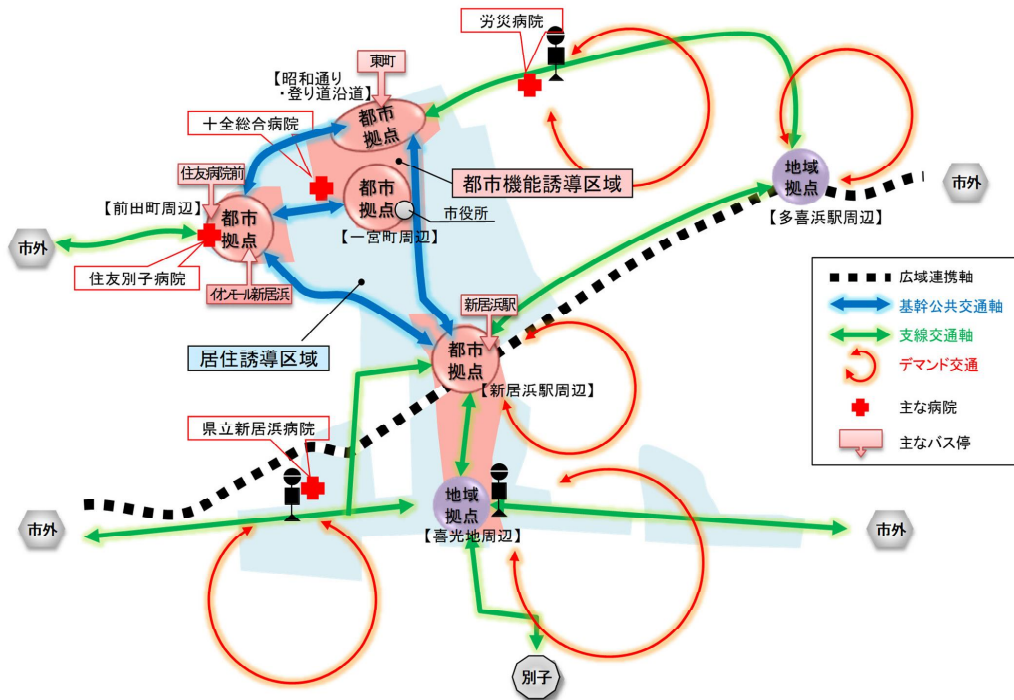 労災病院
東町
【昭和通り
・登り道沿道】
都市
拠点
十全総合病院
住友病院前
都市機能誘導区域
都市
拠点
市役所
【一宮町周辺】
【前田町周辺】
都市
拠点
市外
住友別子病院
イオンモール新居浜
地域
拠点
【多喜浜駅周辺】
市外
居住誘導区域
新居浜駅
都市
拠点
【新居浜駅周辺】
広域連携軸
基幹公共交通軸
支線交通軸
デマンド交通
主な病院
主なバス停
県立新居浜病院
地域
拠点
【喜光地周辺】
市外
市外
別子